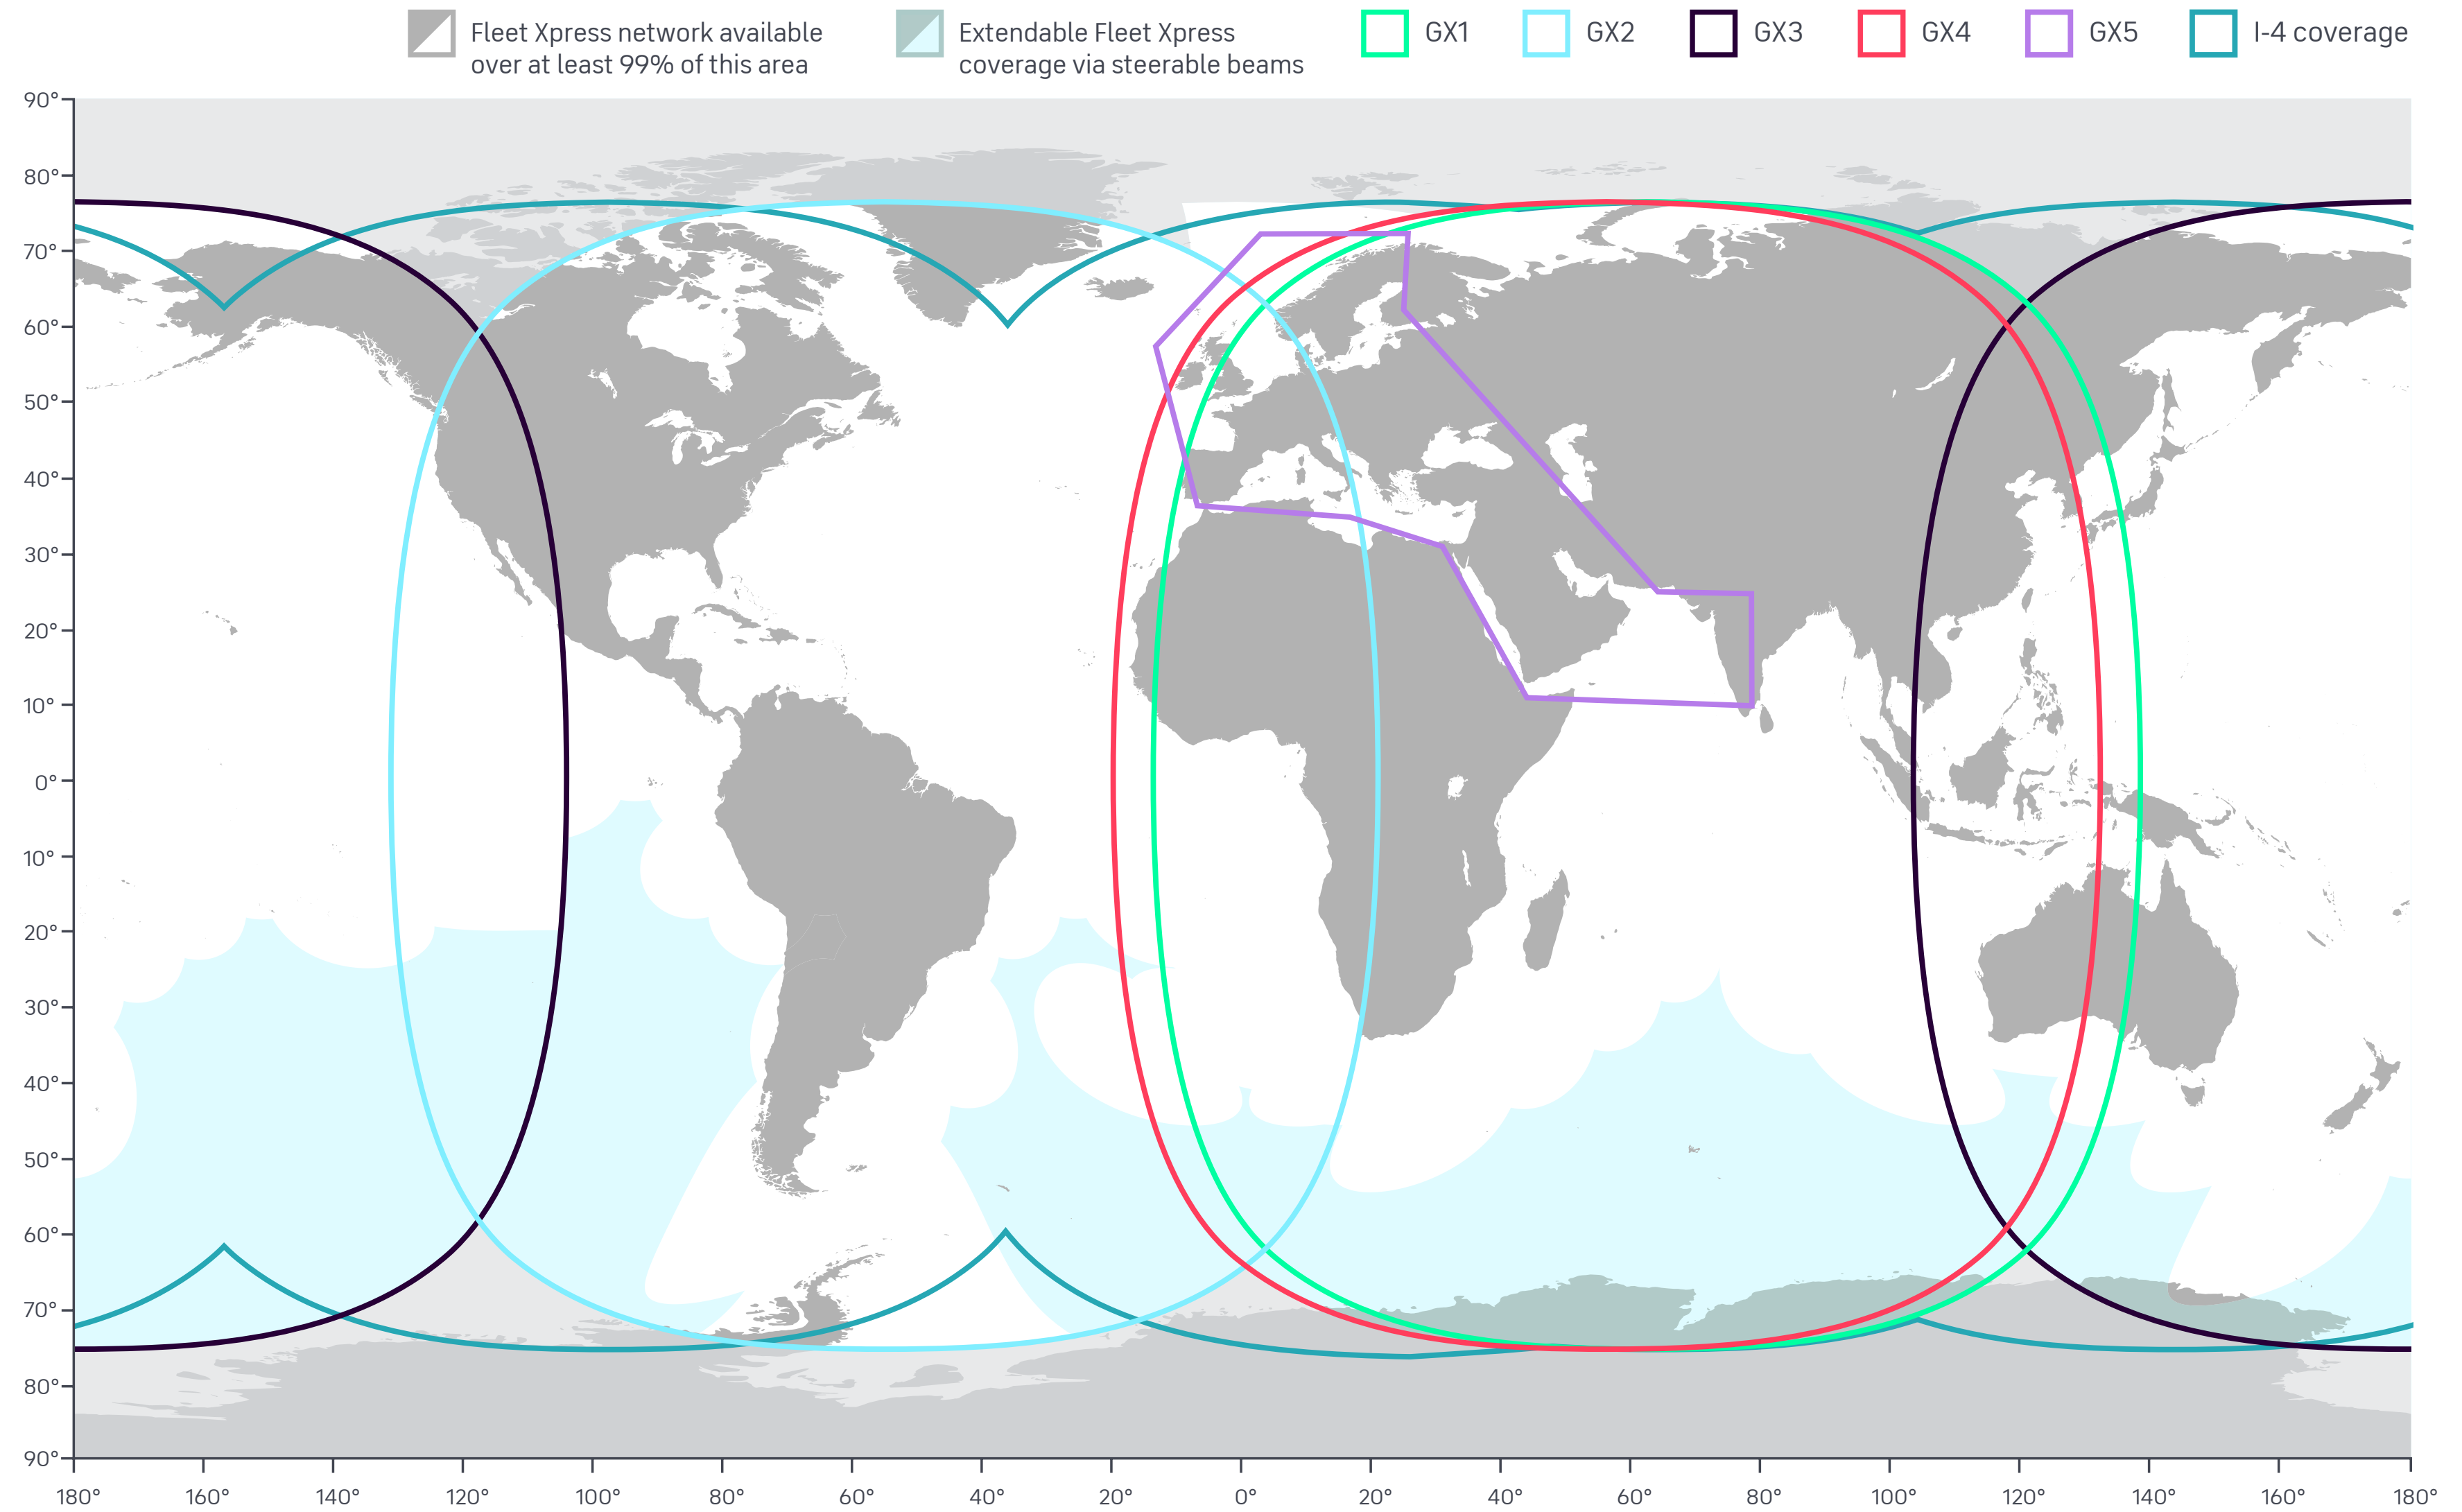 Fleet Xpress network available
over at least 99% of this area
Extendable Fleet Xpress
coverage via steerable beams
GX1
GX2
GX3
GX4
GX5
I-4 coverage
90°
80°
70°
60°
50°
40°
30°
20°
10°
0°
10°
20°
30°
40°
50°
60°
70°
80°
90°
180° 160° 140° 120° 100° 80° 60° 40° 20° 0° 20° 40° 60° 80° 100° 120° 140° 160° 180°